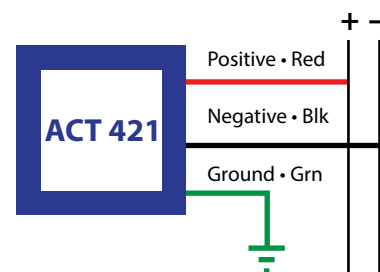 + –
Positive • Red
Negative • Blk
ACT 421
Ground • Grn